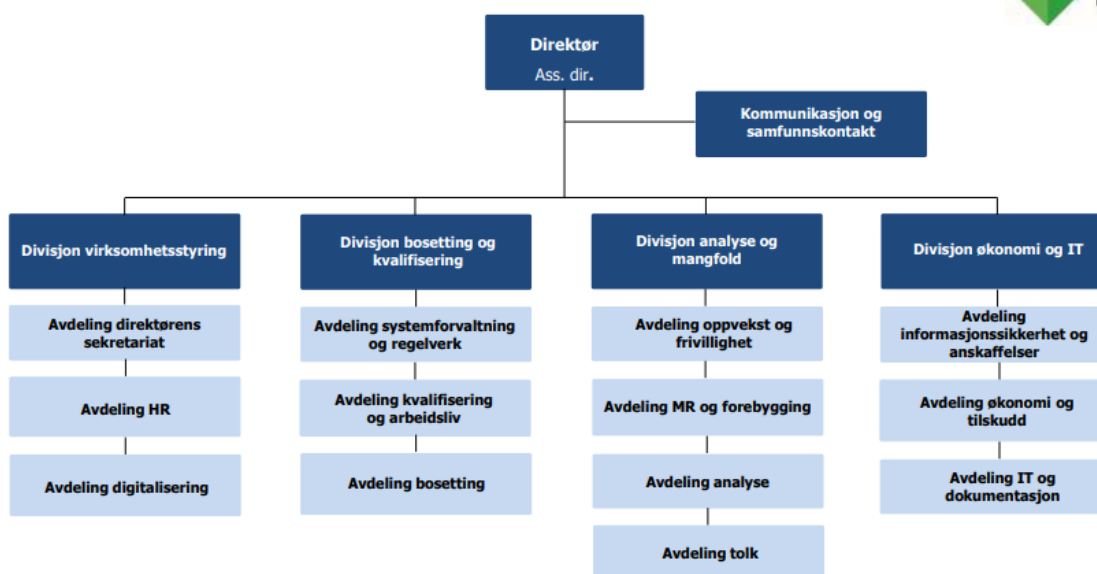 Direktør
Ass. dir.
Kommunikasjon og
samfunnskontakt
Divisjon virksomhetsstyring
Avdeling direktørens
sekretariat
Avdeling HR
Avdeling digitalisering
Divisjon bosetting og
kvalifisering
Avdeling systemforvaltning
og regelverk
Avdeling kvalifisering
og arbeidsliv
Avdeling bosetting
Divisjon analyse og
mangfold
Avdeling oppvekst og
frivillighet
Avdeling MR og forebygging
Avdeling analyse
Avdeling tolk
Divisjon økonomi og IT
Avdeling
informasjonssikkerhet og
anskaffelser
Avdeling økonomi og
tilskudd
Avdeling IT og
dokumentasjon